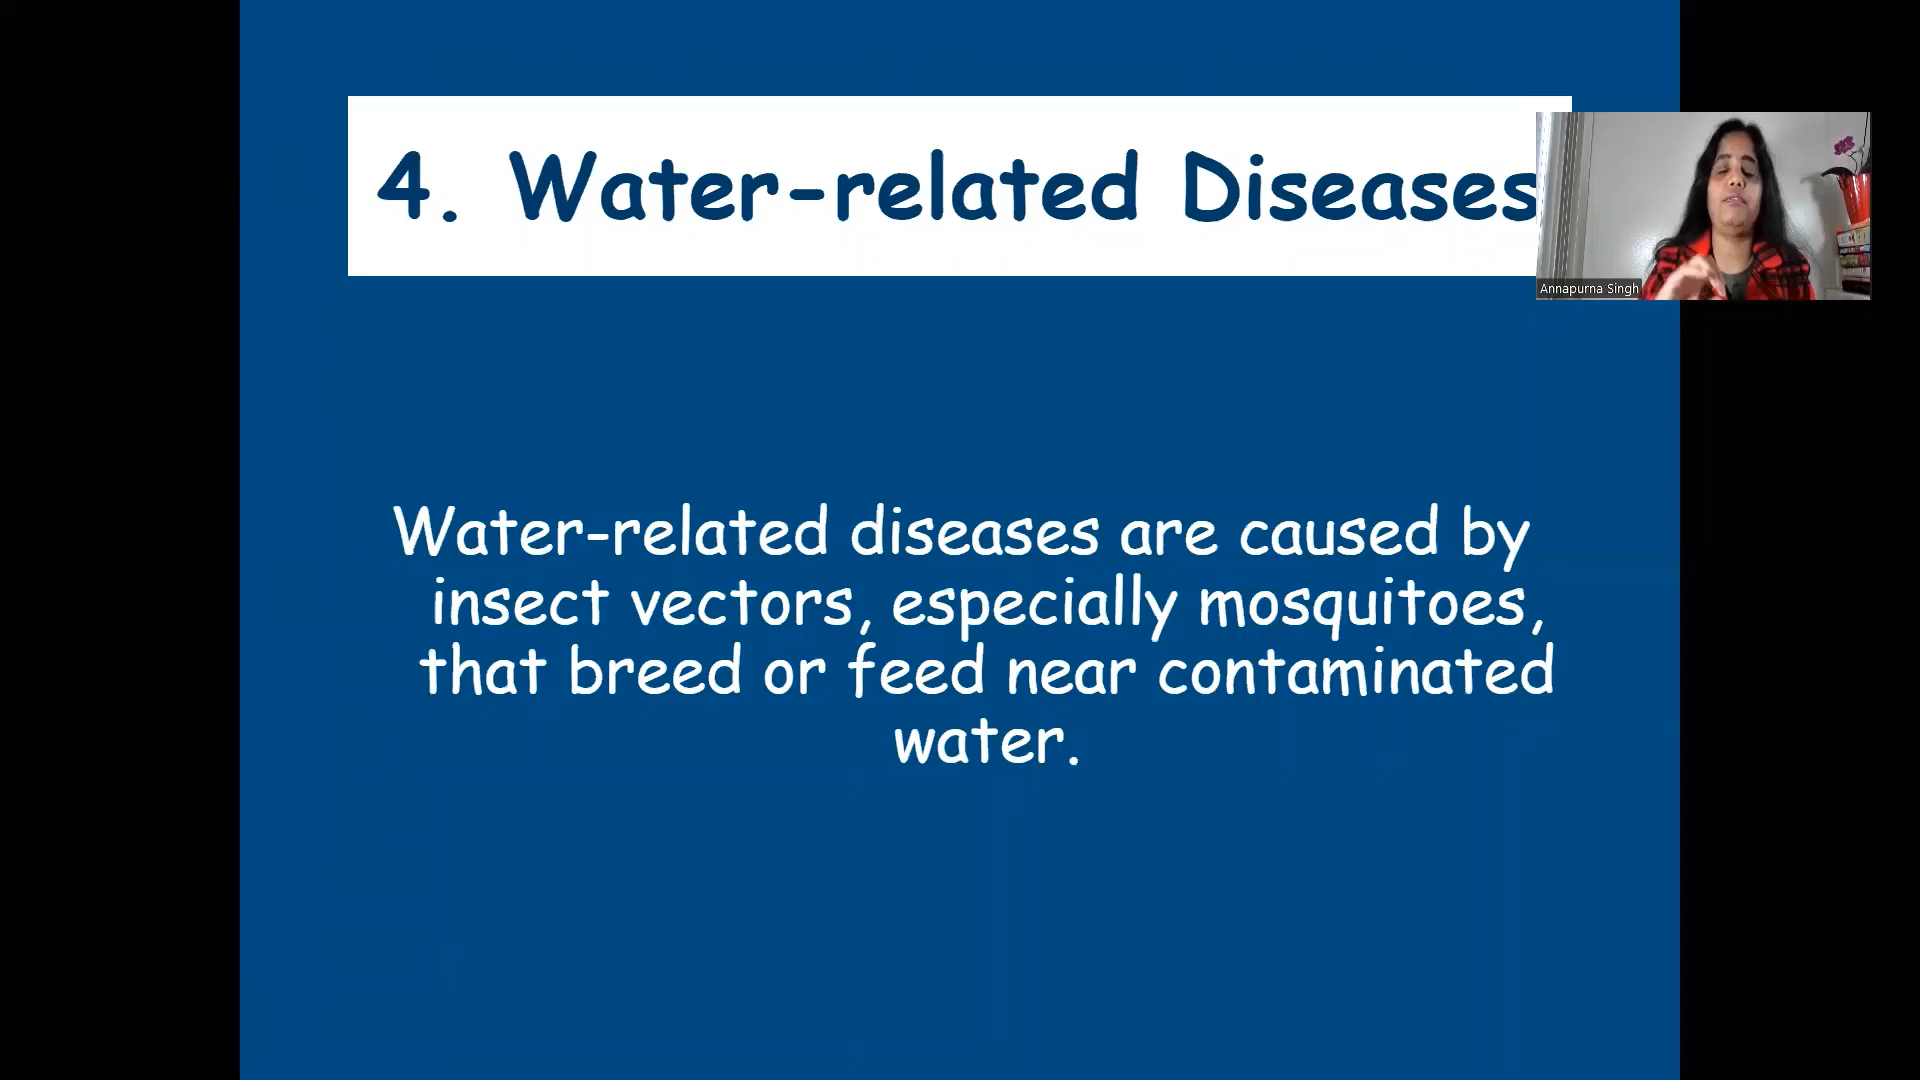 4. Water-related Diseases
Annapurna Singh
Water-related diseases are caused by
insect vectors, especially mosquitoes,
that breed or feed near contaminated
water.